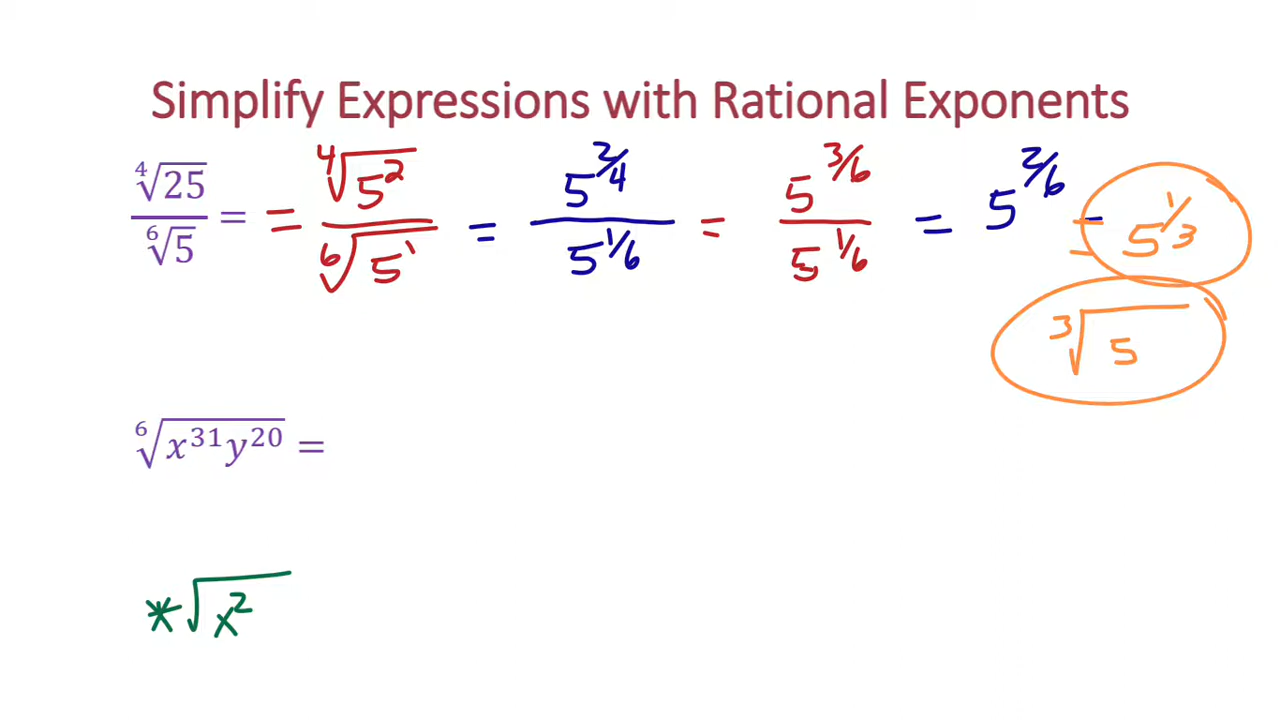 Simplify Expressions with Rational Exponents
⁴√25 / ⁶√5 = = ⁴√5² / ⁶√5¹ = 5^2/4 / 5^1/6 = 5^3/6 / 5^1/6 = 5^2/6 = 5^1/3
³√5
⁶√x³¹y²⁰ =
* √x²